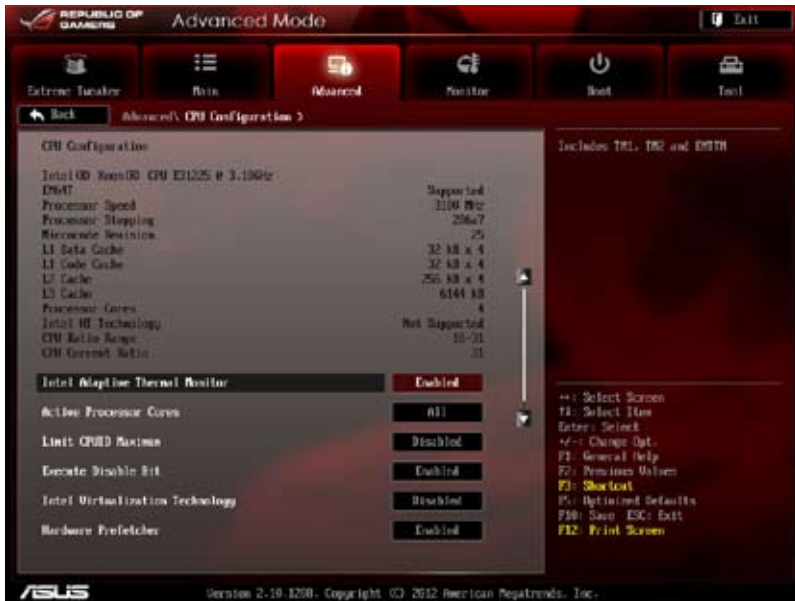 REPUBLIC OF GAMERS
Advanced Mode
Exit
Extreme Tweaker
Main
Advanced
Monitor
Boot
Tool
Back
Advanced\ CPU Configuration >
CPU Configuration
Includes TM1, TM2 and EMTTM
Intel(R) Xeon(R) CPU E31225 @ 3.10GHz
EM64T Supported
Processor Speed 3100 MHz
Processor Stepping 206a7
Microcode Revision 25
L1 Data Cache 32 kB x 4
L1 Code Cache 32 kB x 4
L2 Cache 256 kB x 4
L3 Cache 6144 kB
Processor Cores 4
Intel HT Technology Not Supported
CPU Ratio Range 16-31
CPU Current Ratio 31
Intel Adaptive Thermal Monitor Enabled
Active Processor Cores All
Limit CPUID Maximum Disabled
Execute Disable Bit Enabled
Intel Virtualization Technology Disabled
Hardware Prefetcher Enabled
: Select Screen
: Select Item
Enter: Select
+/-: Change Opt.
F1: General Help
F2: Previous Values
F3: Shortcut
F5: Optimized Defaults
F10: Save ESC: Exit
F12: Print Screen
ASUS
Version 2.10.1208. Copyright (C) 2012 American Megatrends, Inc.